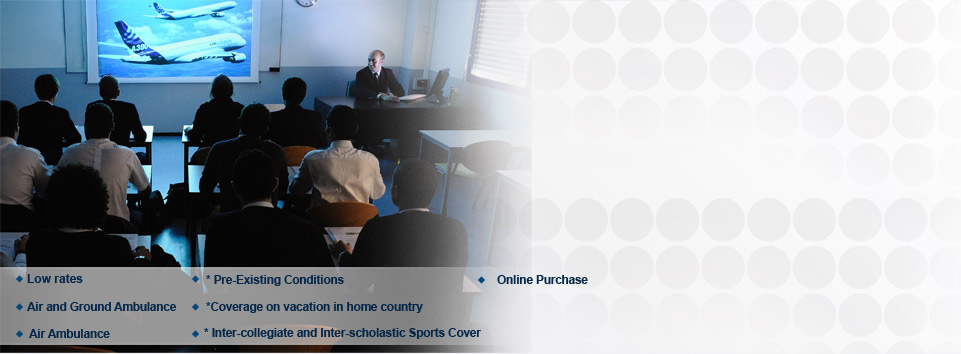 A380
Low rates
* Pre-Existing Conditions
Online Purchase
Air and Ground Ambulance
*Coverage on vacation in home country
Air Ambulance
* Inter-collegiate and Inter-scholastic Sports Cover